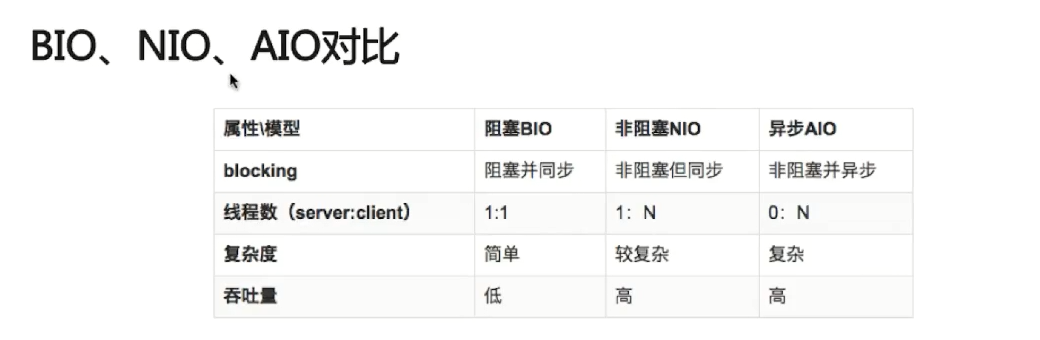 BIO、NIO、AIO对比
属性\模型 阻塞BIO 非阻塞NIO 异步AIO
blocking 阻塞并同步 非阻塞但同步 非阻塞并异步
线程数（server:client） 1:1 1：N 0：N
复杂度 简单 较复杂 复杂
吞吐量 低 高 高